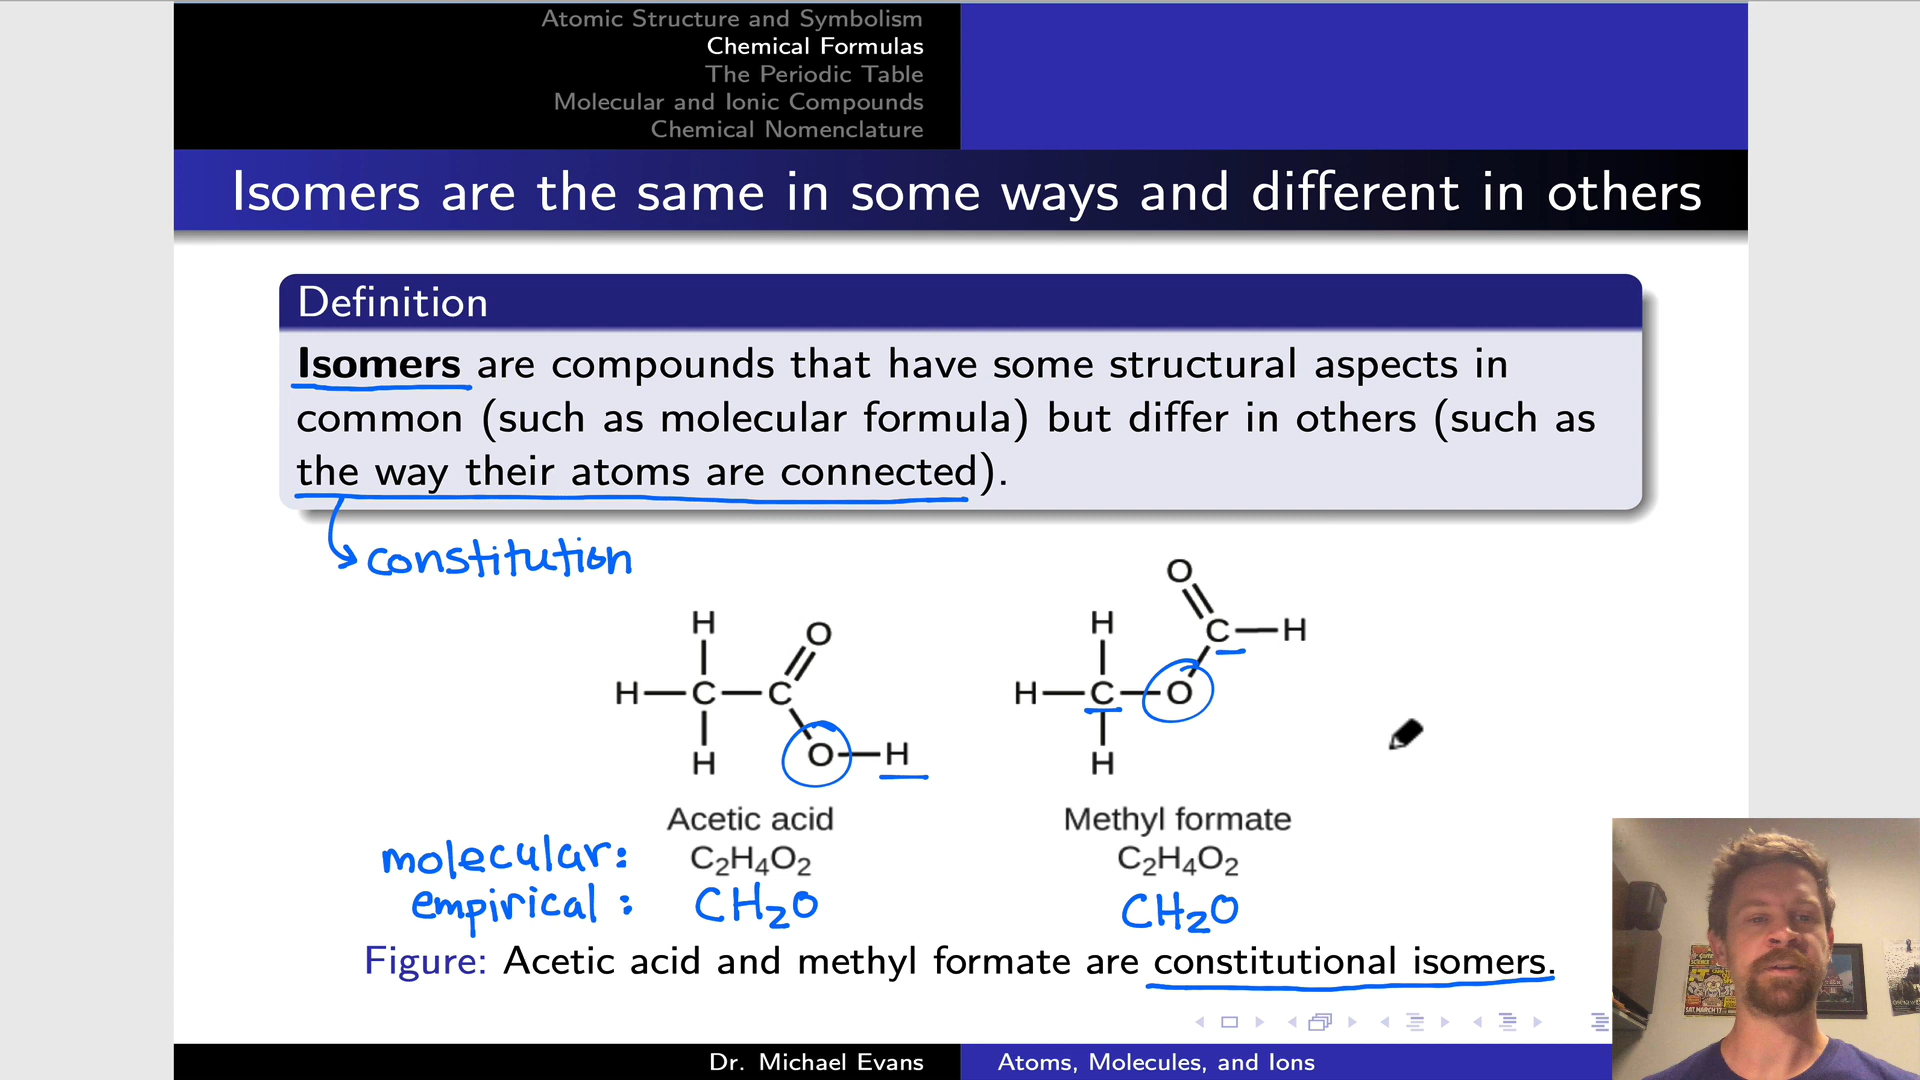 Atomic Structure and Symbolism
Chemical Formulas
The Periodic Table
Molecular and Ionic Compounds
Chemical Nomenclature
Isomers are the same in some ways and different in others
Definition
Isomers are compounds that have some structural aspects in
common (such as molecular formula) but differ in others (such as
the way their atoms are connected).
constitution
H O
H C C
H O H
Acetic acid
C₂H₄O₂
O
H C H
H C O
H
Methyl formate
C₂H₄O₂
molecular:
empirical: CH₂O CH₂O
Figure: Acetic acid and methyl formate are constitutional isomers.
Dr. Michael Evans
Atoms, Molecules, and Ions